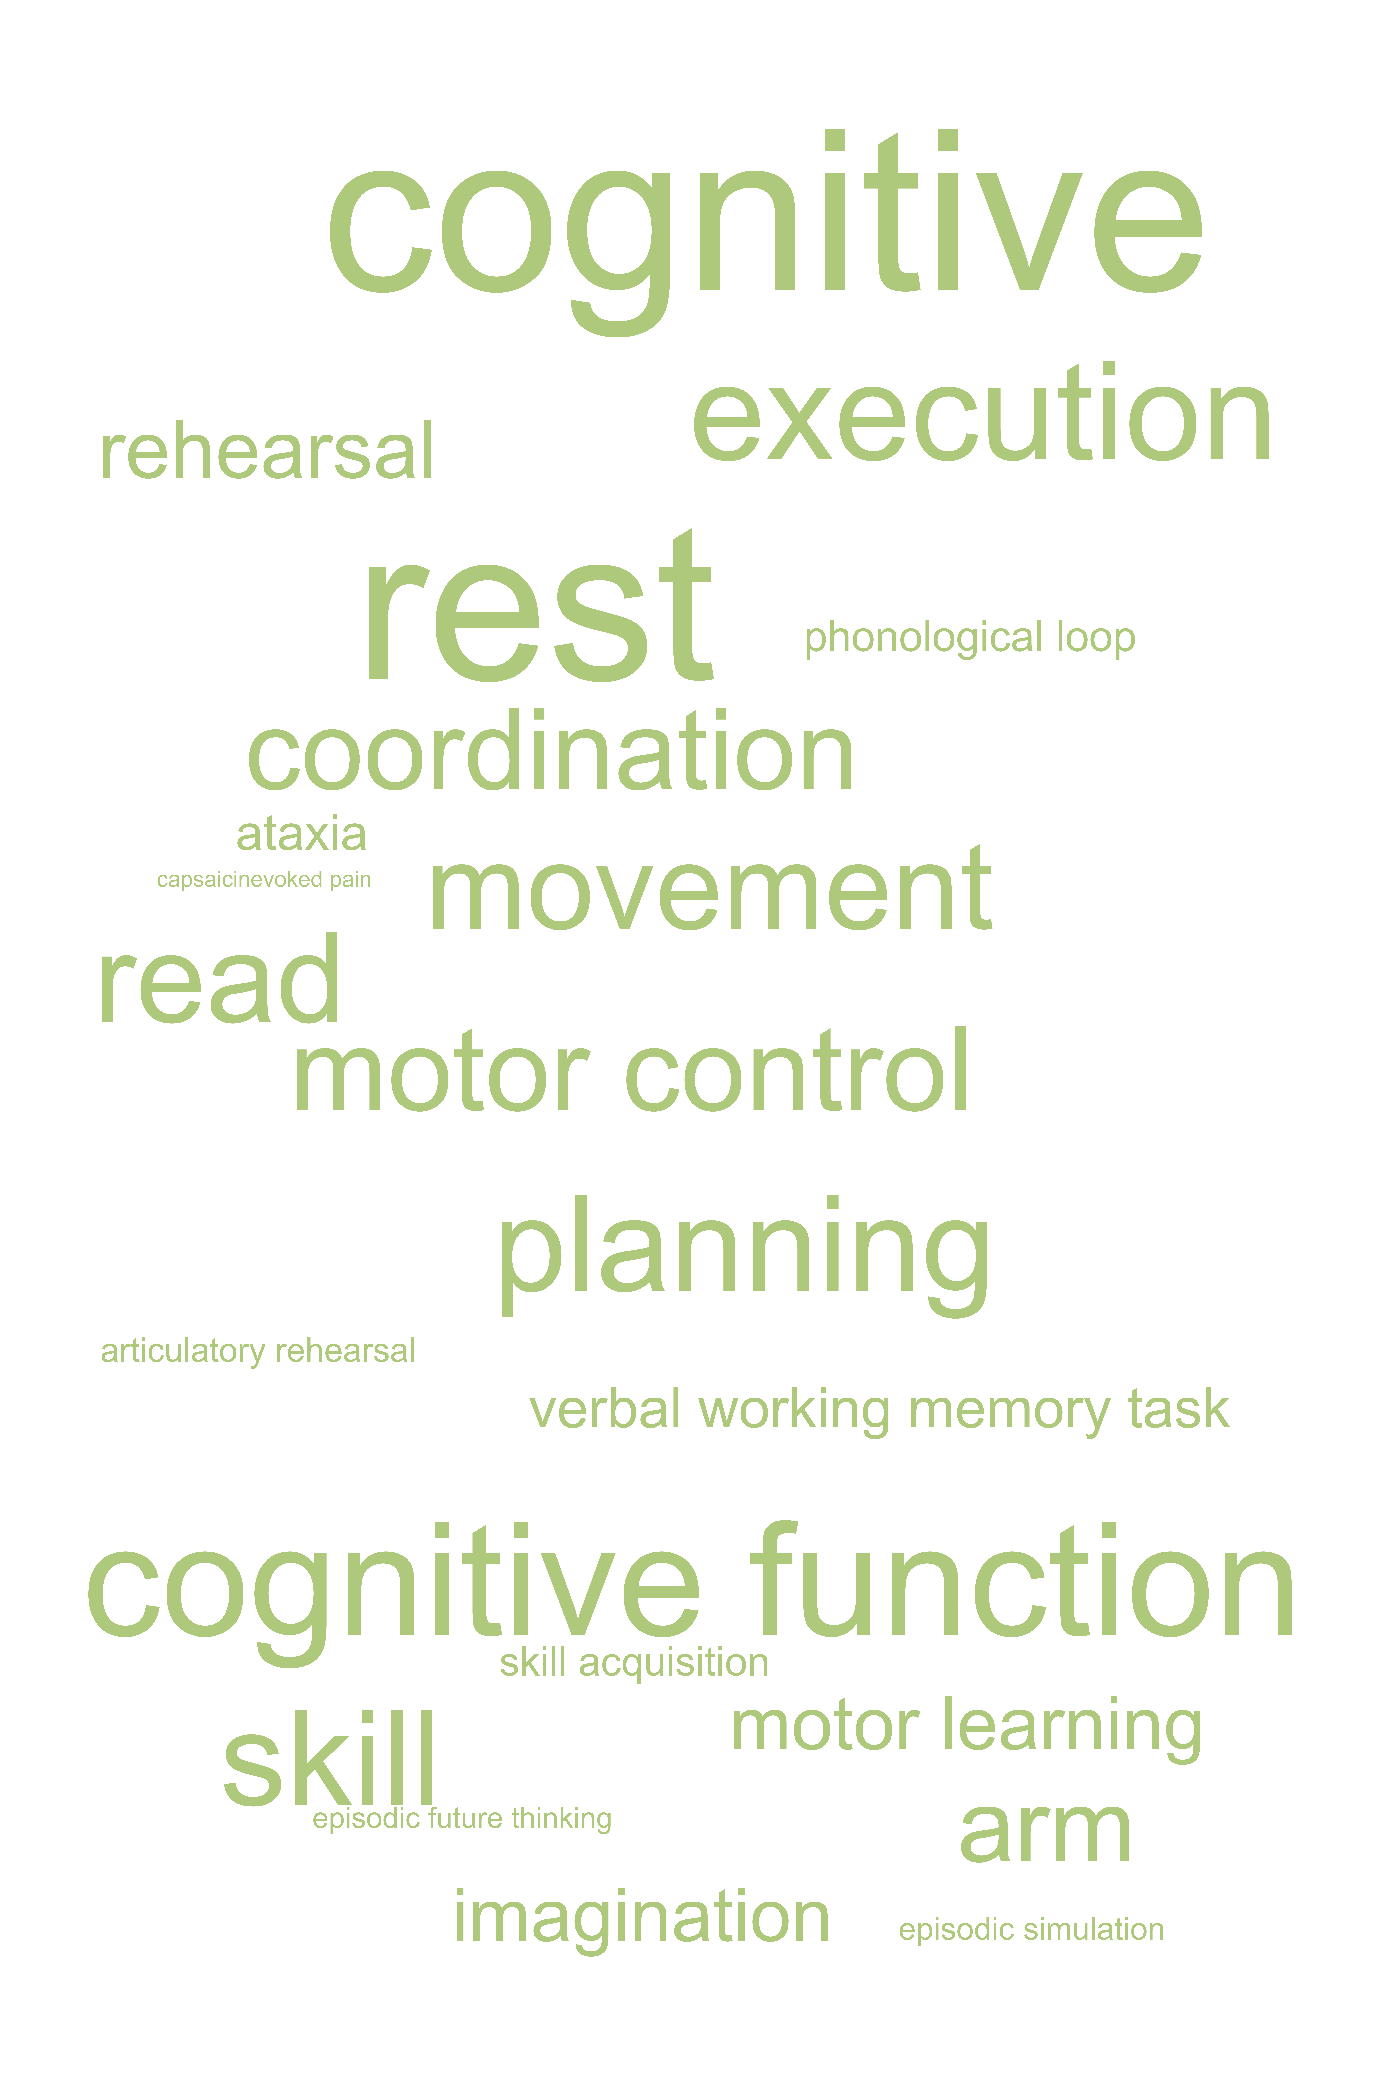 cognitive
execution
rehearsal
rest
phonological loop
coordination
ataxia
movement
capsaicinevoked pain
read
motor control
planning
articulatory rehearsal
verbal working memory task
cognitive function
skill acquisition
motor learning
skill
episodic future thinking
arm
imagination
episodic simulation